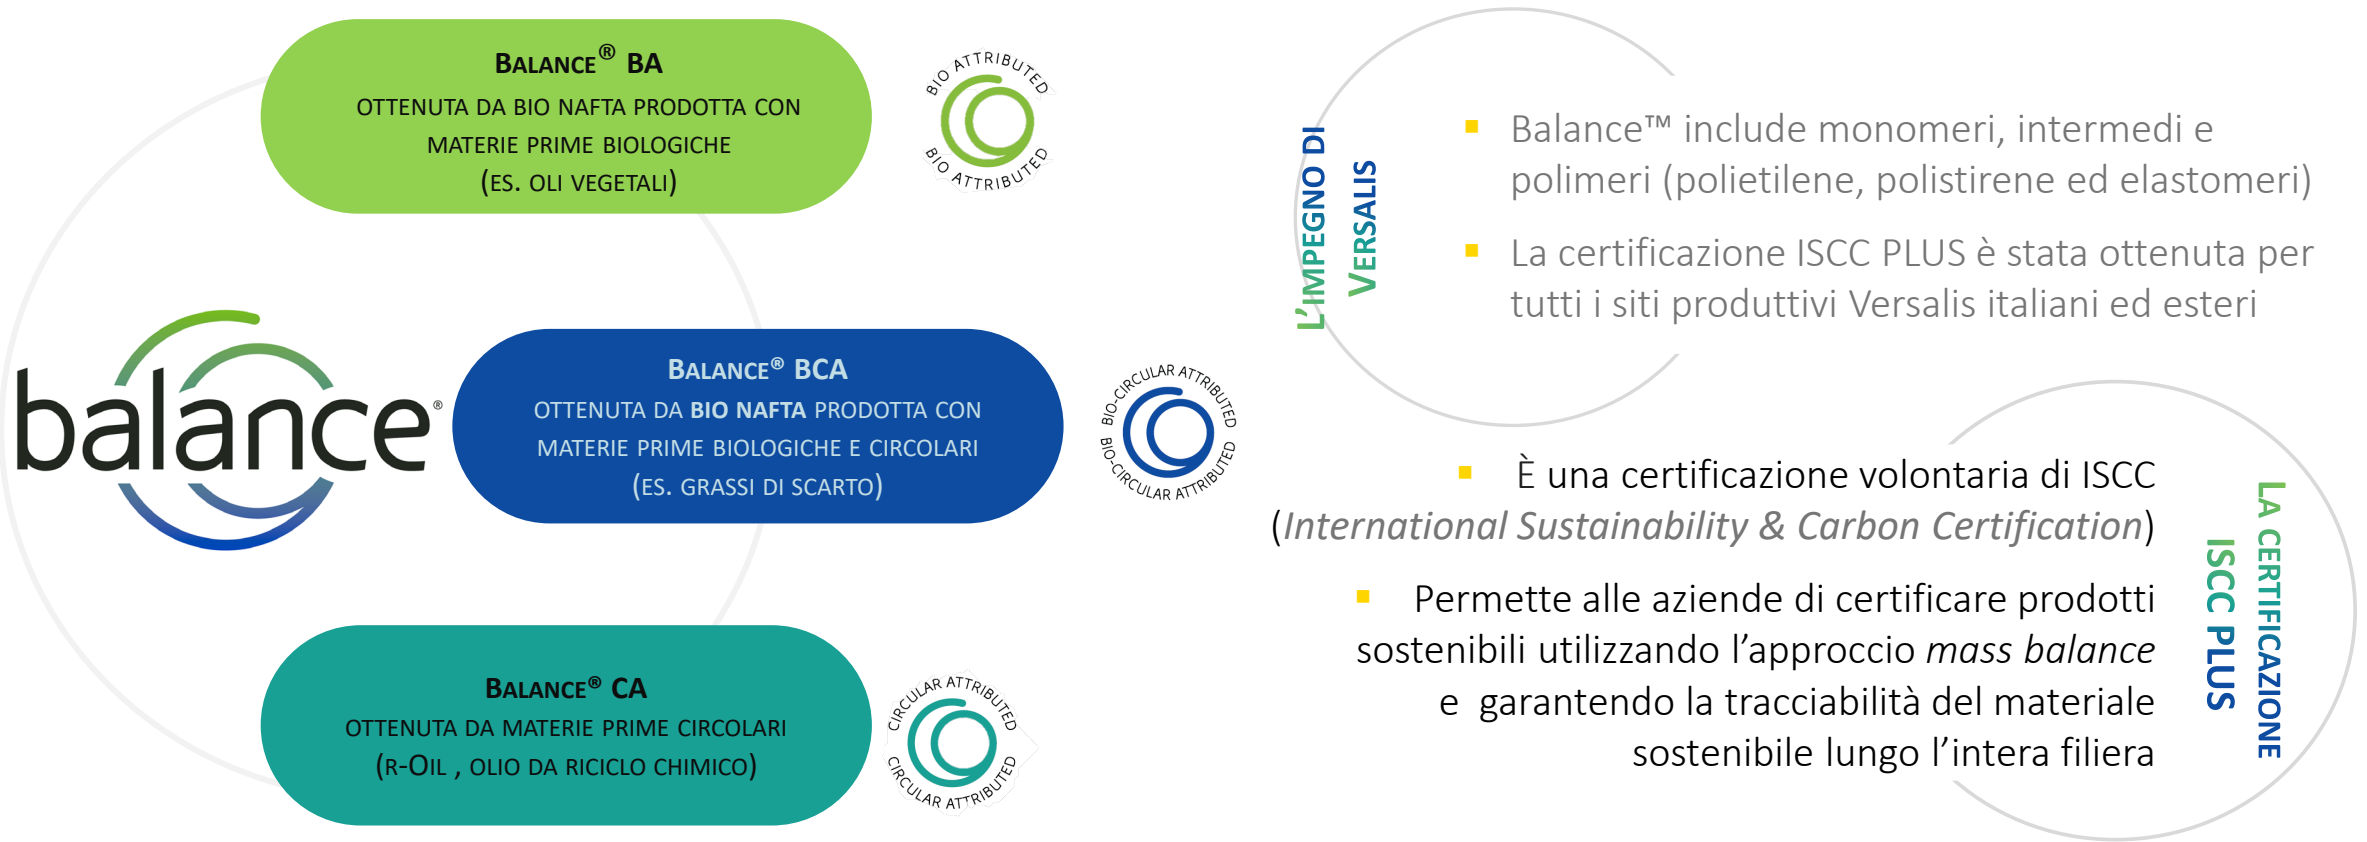 BALANCE® BA
OTTENUTA DA BIO NAFTA PRODOTTA CON
MATERIE PRIME BIOLOGICHE
(ES. OLI VEGETALI)
BIO ATTRIBUTED
BIO ATTRIBUTED
balance®
BALANCE® BCA
OTTENUTA DA BIO NAFTA PRODOTTA CON
MATERIE PRIME BIOLOGICHE E CIRCOLARI
(ES. GRASSI DI SCARTO)
BIO-CIRCULAR ATTRIBUTED
BIO-CIRCULAR ATTRIBUTED
BALANCE® CA
OTTENUTA DA MATERIE PRIME CIRCOLARI
(R-OIL , OLIO DA RICICLO CHIMICO)
CIRCULAR ATTRIBUTED
CIRCULAR ATTRIBUTED
L'IMPEGNO DI
VERSALIS
▪ Balance™ include monomeri, intermedi e
polimeri (polietilene, polistirene ed elastomeri)
▪ La certificazione ISCC PLUS è stata ottenuta per
tutti i siti produttivi Versalis italiani ed esteri
▪ È una certificazione volontaria di ISCC
(International Sustainability & Carbon Certification)
▪ Permette alle aziende di certificare prodotti
sostenibili utilizzando l'approccio mass balance
e garantendo la tracciabilità del materiale
sostenibile lungo l'intera filiera
LA CERTIFICAZIONE
ISCC PLUS